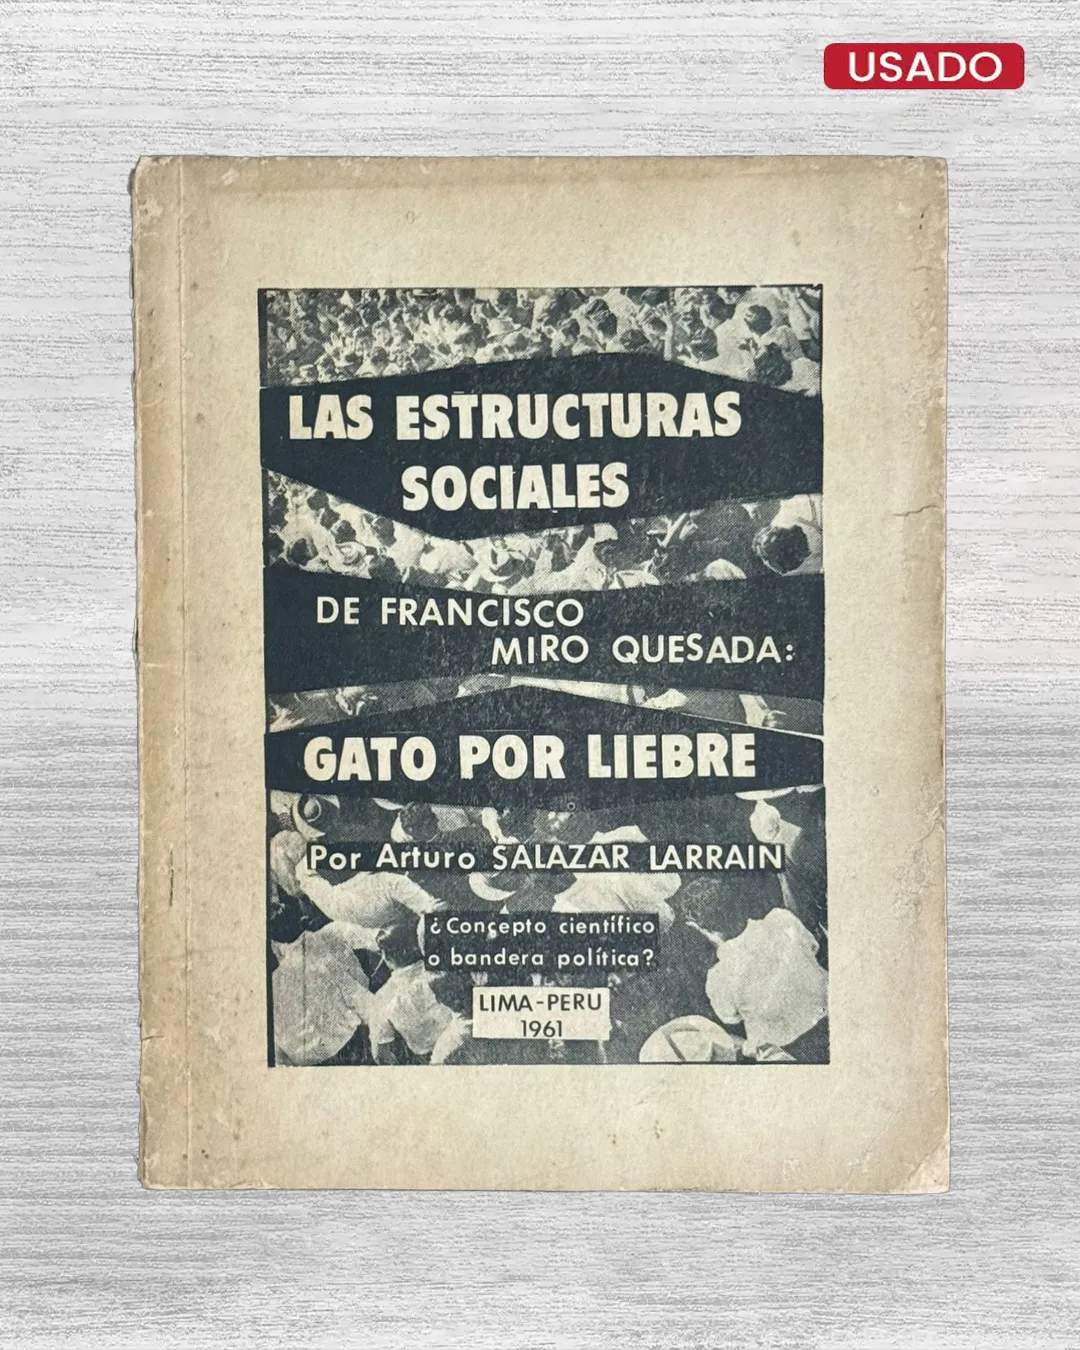 USADO
LAS ESTRUCTURAS
SOCIALES
DE FRANCISCO
MIRO QUESADA:
GATO POR LIEBRE
Por Arturo SALAZAR LARRAIN
¿Concepto científico
o bandera política?
LIMA-PERU
1961